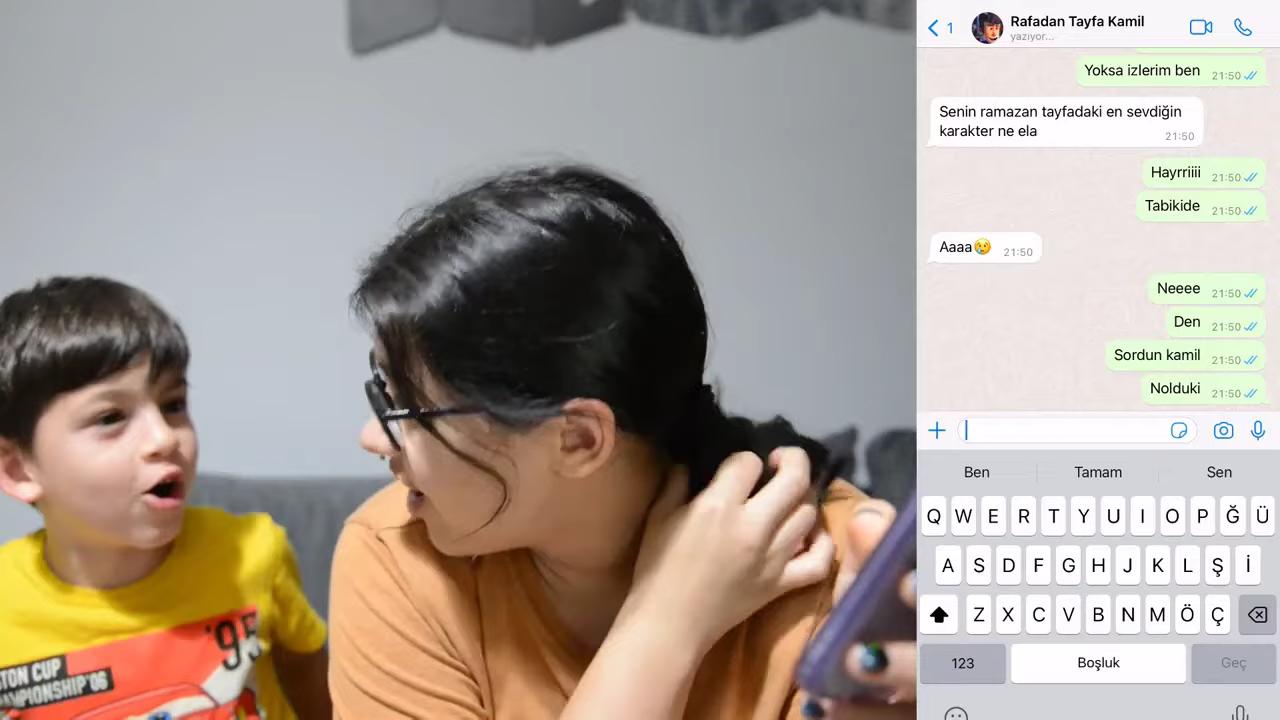 '95
TON CUP
AMPIONSHIP'06
1
Rafadan Tayfa Kamil
yazıyor...
Yoksa izlerim ben 21:50
Senin ramazan tayfadaki en sevdiğin
karakter ne ela 21:50
Hayrriiii 21:50
Tabikide 21:50
Aaaa😢 21:50
Neeee 21:50
Den 21:50
Sordun kamil 21:50
Nolduki 21:50
Ben Tamam Sen
Q W E R T Y U I O P Ğ Ü
A S D F G H J K L Ş İ
Z X C V B N M Ö Ç
123 Boşluk Geç